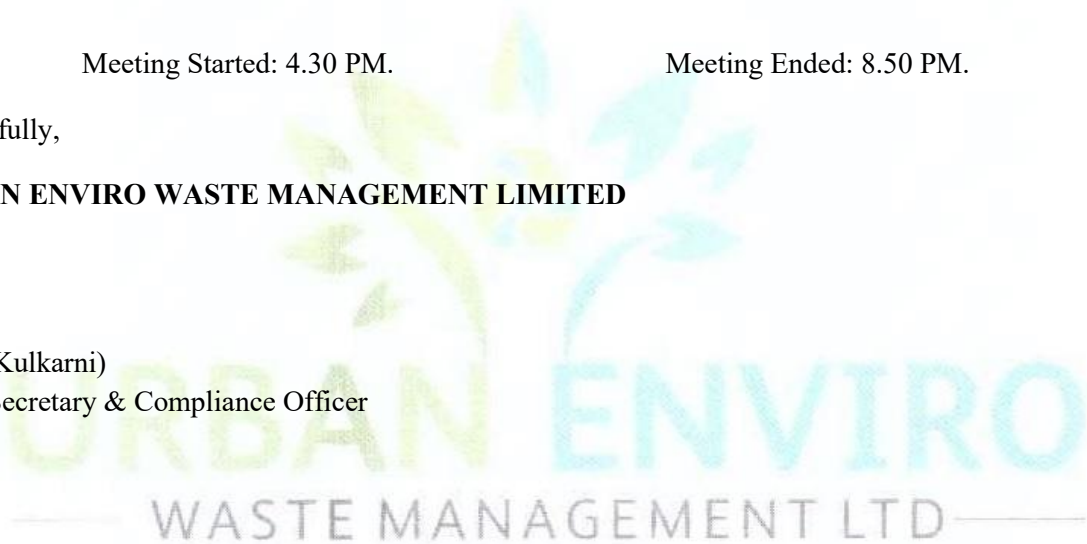 Meeting Started: 4.30 PM. Meeting Ended: 8.50 PM.
fully,
N ENVIRO WASTE MANAGEMENT LIMITED
Kulkarni)
ecretary & Compliance Officer
URBAN ENVIRO
WASTE MANAGEMENT LTD